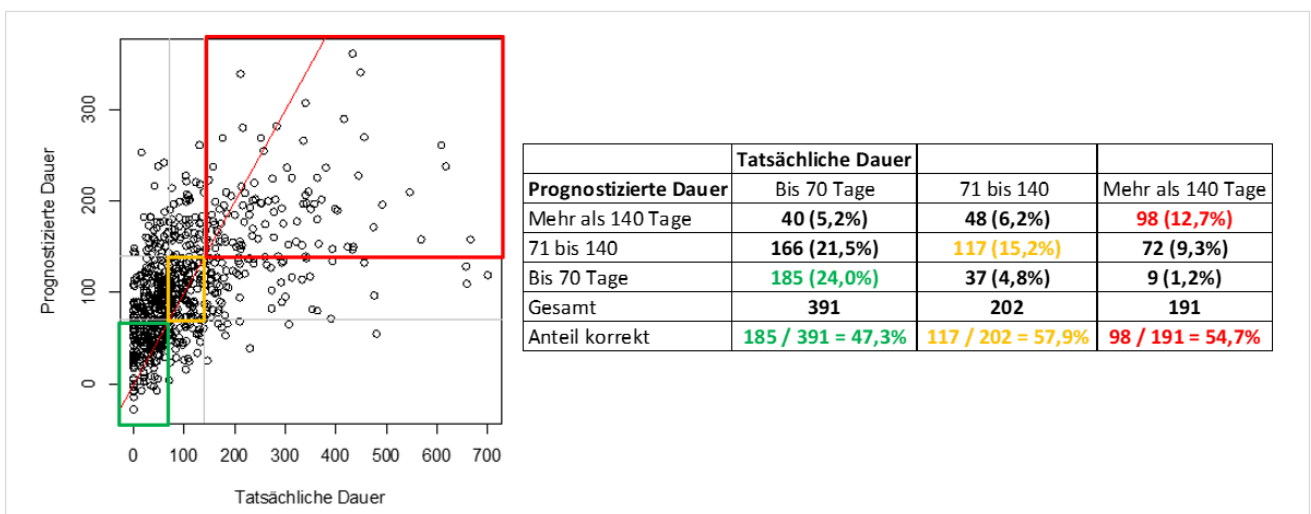 Prognostizierte Dauer
300
200
100
0
0 100 200 300 400 500 600 700
Tatsächliche Dauer
Tatsächliche Dauer
Prognostizierte Dauer Bis 70 Tage 71 bis 140 Mehr als 140 Tage
Mehr als 140 Tage 40 (5,2%) 48 (6,2%) 98 (12,7%)
71 bis 140 166 (21,5%) 117 (15,2%) 72 (9,3%)
Bis 70 Tage 185 (24,0%) 37 (4,8%) 9 (1,2%)
Gesamt 391 202 191
Anteil korrekt 185 / 391 = 47,3% 117 / 202 = 57,9% 98 / 191 = 54,7%